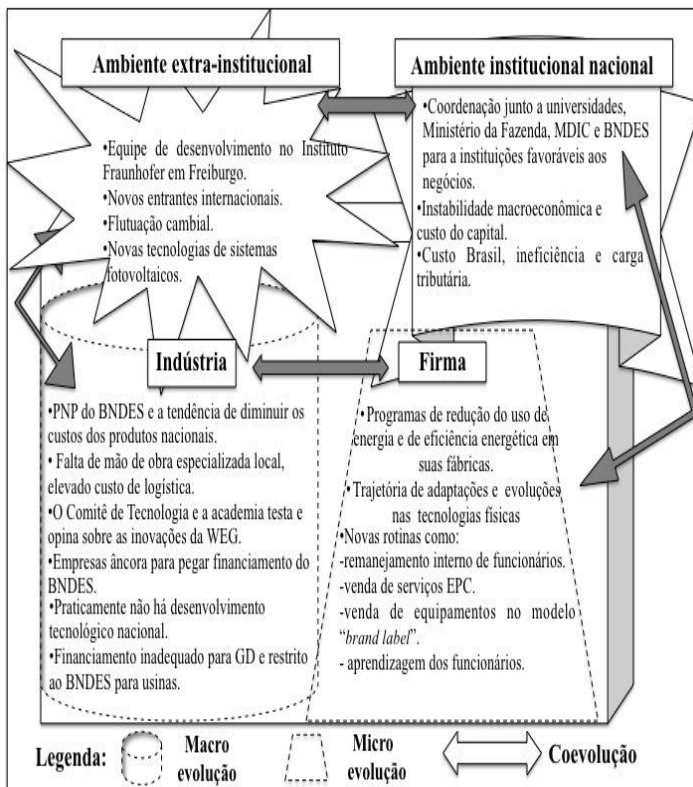 Ambiente extra-institucional
•Equipe de desenvolvimento no Instituto
Fraunhofer em Freiburgo.
•Novos entrantes internacionais.
•Flutuação cambial.
•Novas tecnologias de sistemas
fotovoltaicos.
Ambiente institucional nacional
•Coordenação junto a universidades,
Ministério da Fazenda, MDIC e BNDES
para a instituições favoráveis aos
negócios.
•Instabilidade macroeconômica e
custo do capital.
•Custo Brasil, ineficiência e carga
tributária.
Indústria
•PNP do BNDES e a tendência de diminuir os
custos dos produtos nacionais.
• Falta de mão de obra especializada local,
elevado custo de logística.
•O Comitê de Tecnologia e a academia testa e
opina sobre as inovações da WEG.
•Empresas âncora para pegar financiamento do
BNDES.
•Praticamente não há desenvolvimento
tecnológico nacional.
•Financiamento inadequado para GD e restrito
ao BNDES para usinas.
Firma
•Programas de redução do uso de
energia e de eficiência energética em
suas fábricas.
•Trajetória de adaptações e evoluções
nas tecnologias físicas
•Novas rotinas como:
-remanejamento interno de funcionários.
-venda de serviços EPC.
-venda de equipamentos no modelo
“brand label”.
- aprendizagem dos funcionários.
Legenda:
Macro
evolução
Micro
evolução
Coevolução